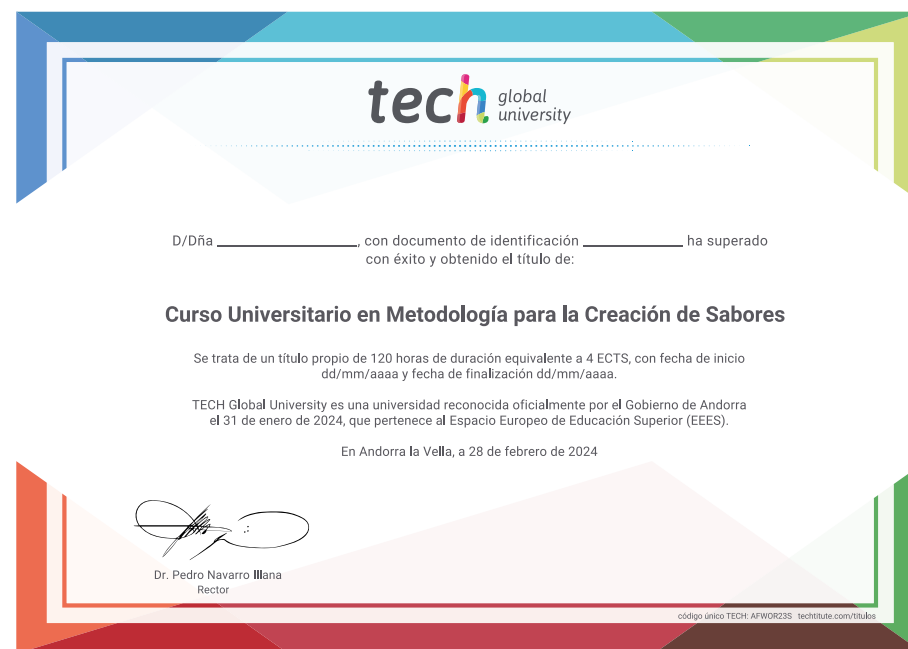 tech global university
D/Dña ____________, con documento de identificación ____________ ha superado
con éxito y obtenido el título de:
Curso Universitario en Metodología para la Creación de Sabores
Se trata de un título propio de 120 horas de duración equivalente a 4 ECTS, con fecha de inicio
dd/mm/aaaa y fecha de finalización dd/mm/aaaa.
TECH Global University es una universidad reconocida oficialmente por el Gobierno de Andorra
el 31 de enero de 2024, que pertenece al Espacio Europeo de Educación Superior (EEES).
En Andorra la Vella, a 28 de febrero de 2024
Dr. Pedro Navarro Illana
Rector
código único TECH: AFWOR23S techtitute.com/titulos